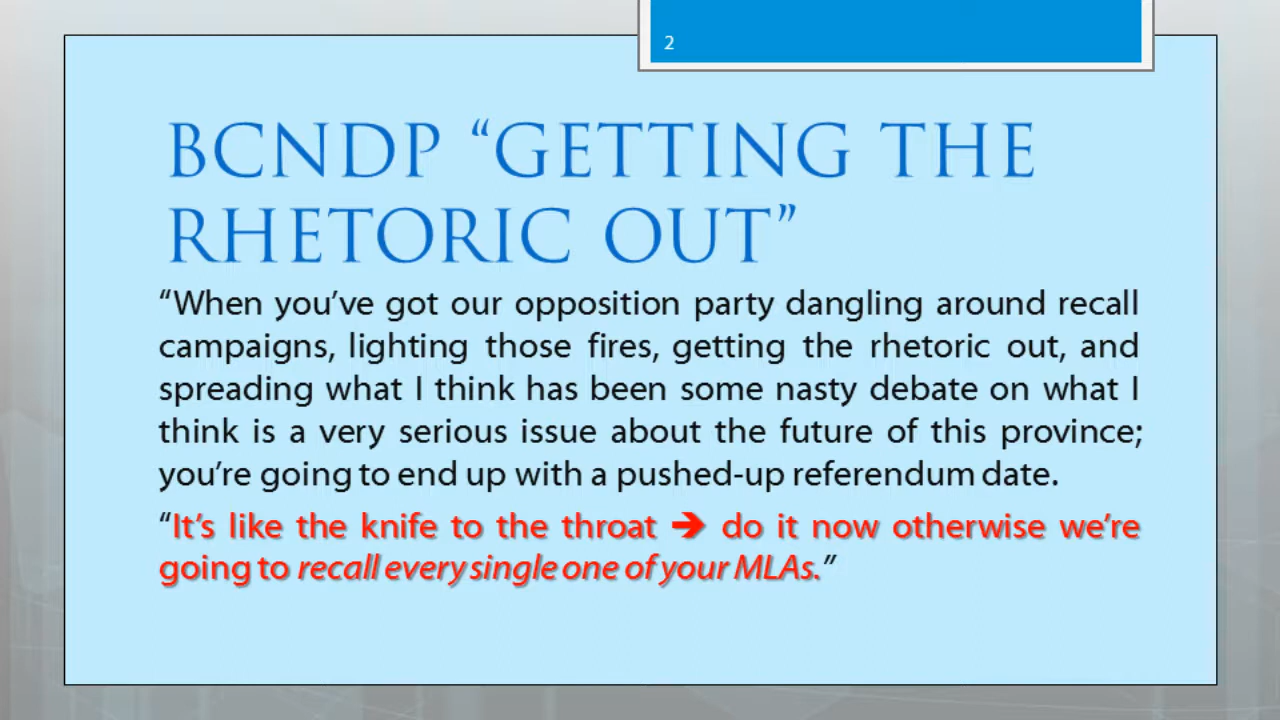 2
BCNDP “GETTING THE
RHETORIC OUT”
“When you’ve got our opposition party dangling around recall
campaigns, lighting those fires, getting the rhetoric out, and
spreading what I think has been some nasty debate on what I
think is a very serious issue about the future of this province;
you’re going to end up with a pushed-up referendum date.
“It’s like the knife to the throat ➔ do it now otherwise we’re
going to recall every single one of your MLAs.”